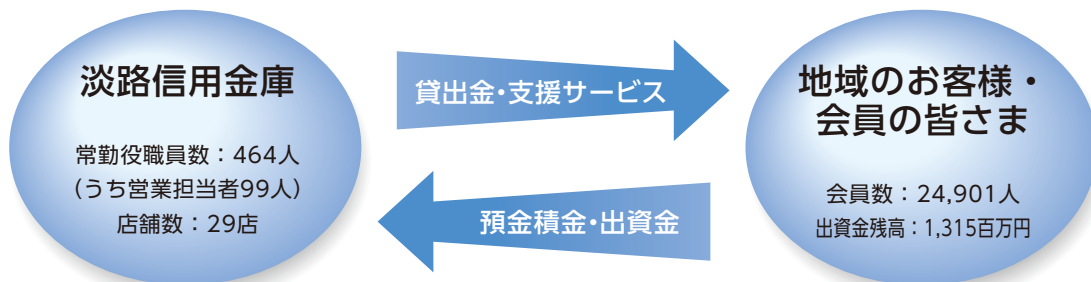 淡路信用金庫
常勤役職員数：464人
（うち営業担当者99人）
店舗数：29店
貸出金・支援サービス
預金積金・出資金
地域のお客様・
会員の皆さま
会員数：24,901人
出資金残高：1,315百万円